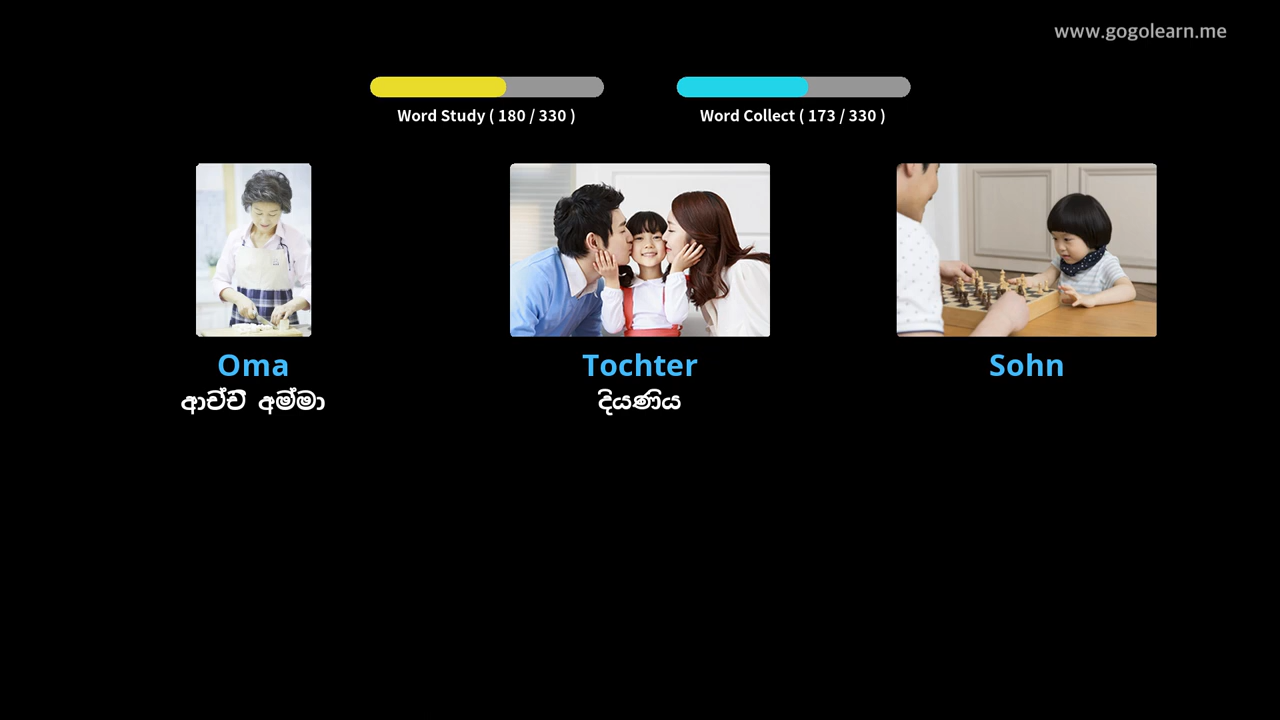 www.gogolearn.me
Word Study ( 180 / 330 )
Word Collect ( 173 / 330 )
Oma
ආච්චි අම්මා
Tochter
දියණිය
Sohn